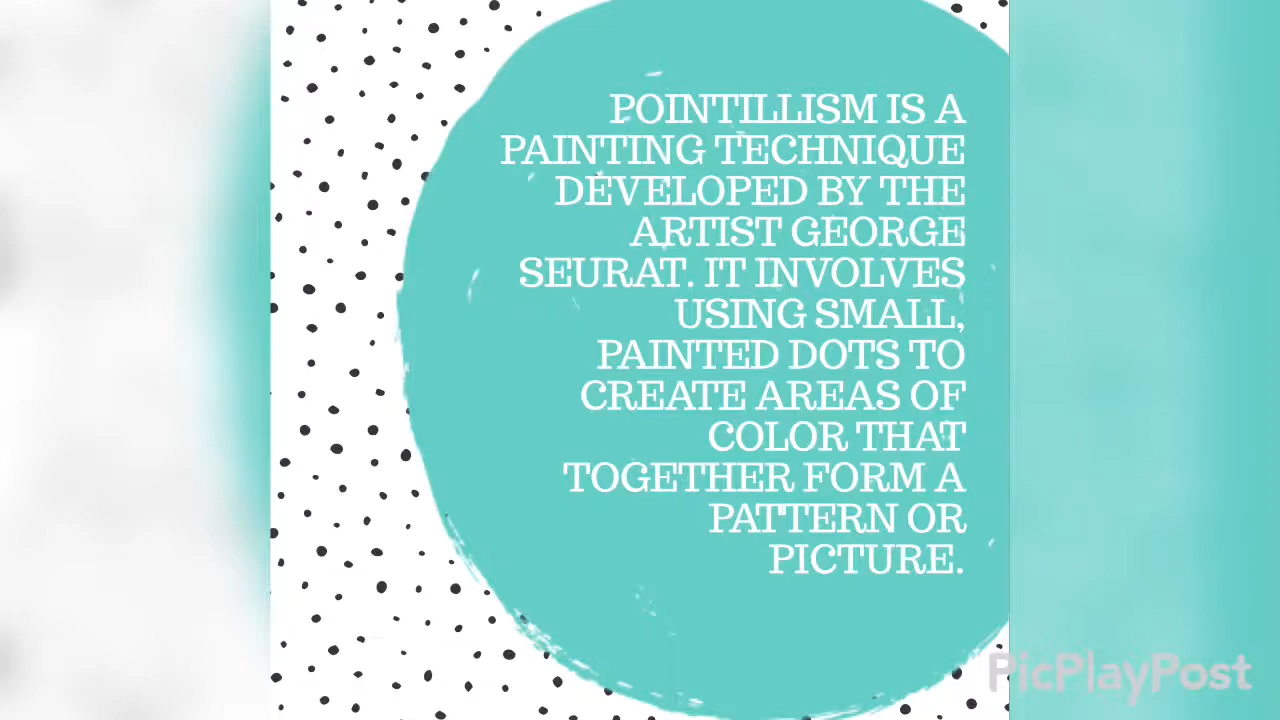 POINTILLISM IS A
PAINTING TECHNIQUE
DEVELOPED BY THE
ARTIST GEORGE
SEURAT. IT INVOLVES
USING SMALL,
PAINTED DOTS TO
CREATE AREAS OF
COLOR THAT
TOGETHER FORM A
PATTERN OR
PICTURE.
PicPlayPost